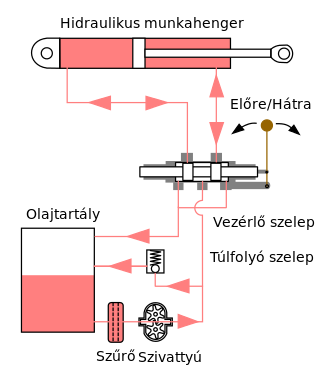 Hidraulikus munkahenger
Előre/Hátra
Olajtartály
Vezérlő szelep
Túlfolyó szelep
Szűrő
Szivattyú